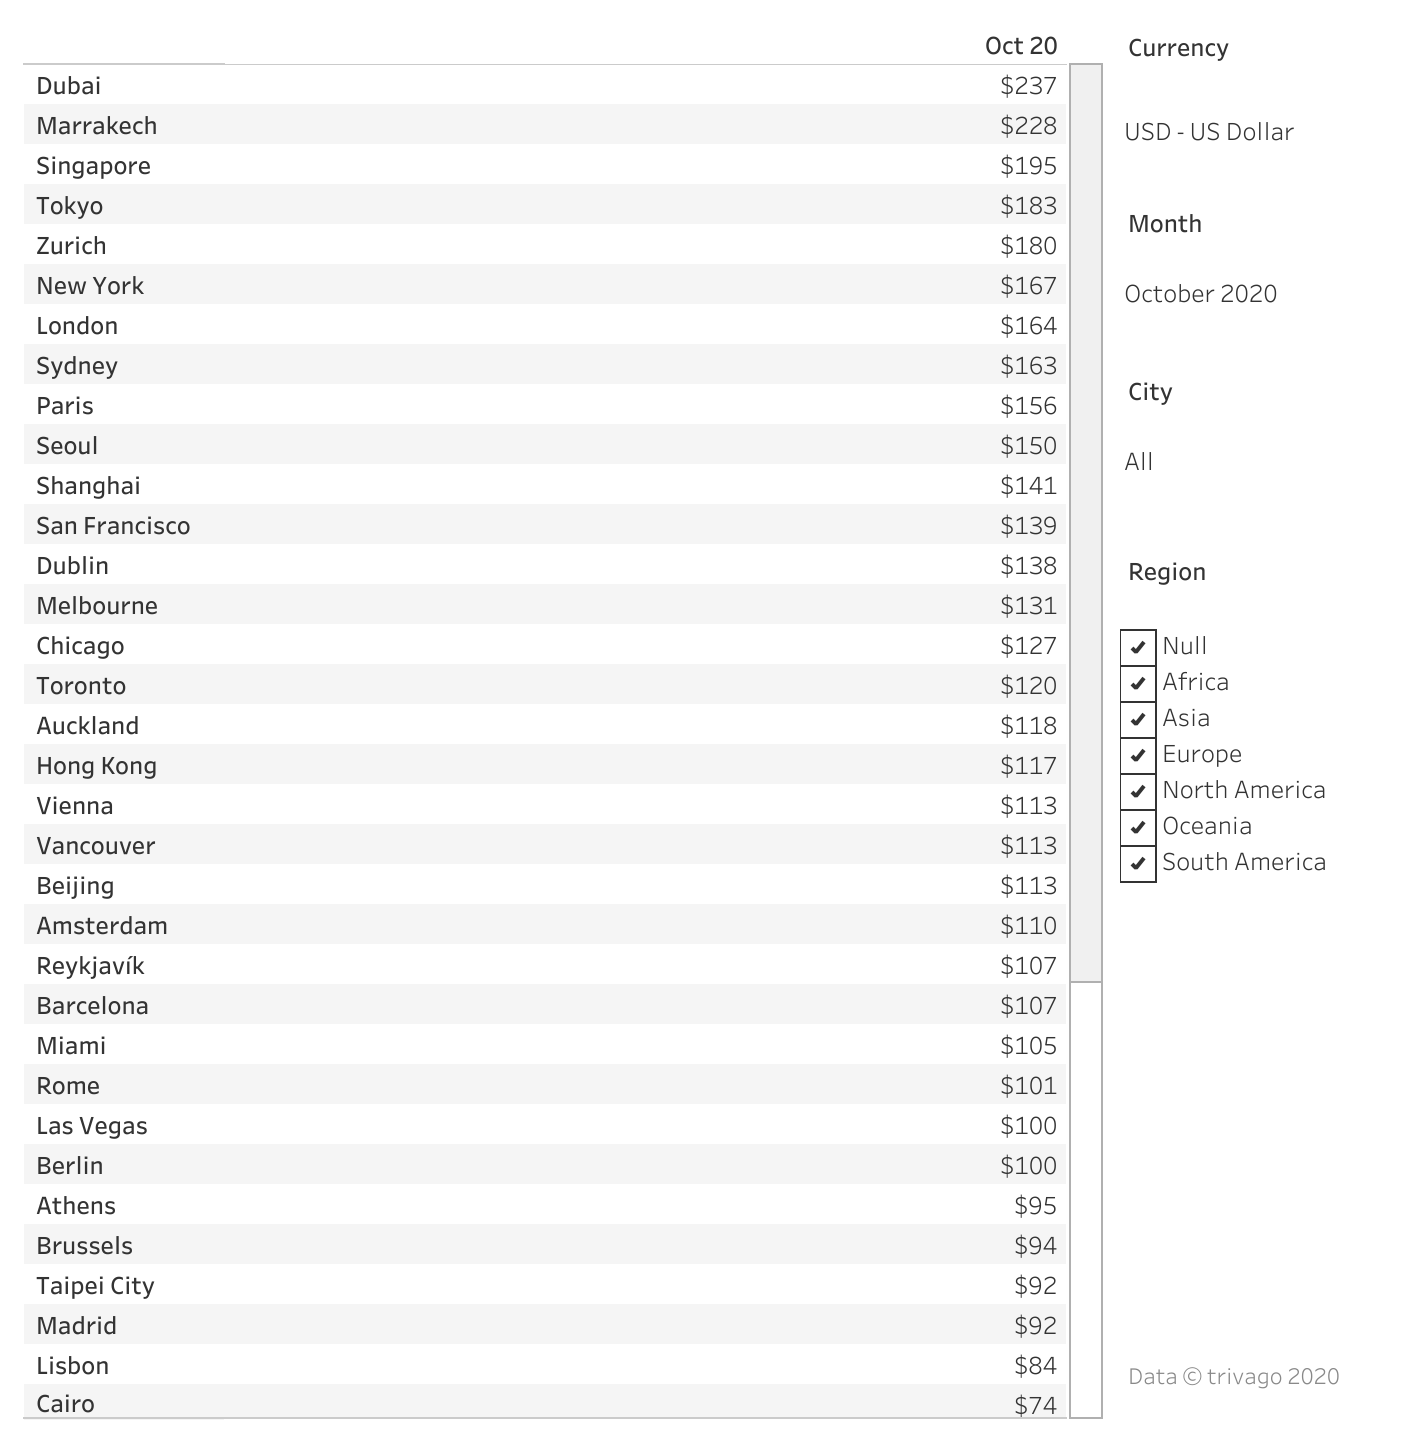 Oct 20
Dubai $237
Marrakech $228
Singapore $195
Tokyo $183
Zurich $180
New York $167
London $164
Sydney $163
Paris $156
Seoul $150
Shanghai $141
San Francisco $139
Dublin $138
Melbourne $131
Chicago $127
Toronto $120
Auckland $118
Hong Kong $117
Vienna $113
Vancouver $113
Beijing $113
Amsterdam $110
Reykjavík $107
Barcelona $107
Miami $105
Rome $101
Las Vegas $100
Berlin $100
Athens $95
Brussels $94
Taipei City $92
Madrid $92
Lisbon $84
Cairo $74
Currency
USD - US Dollar
Month
October 2020
City
All
Region
Null
Africa
Asia
Europe
North America
Oceania
South America
Data © trivago 2020